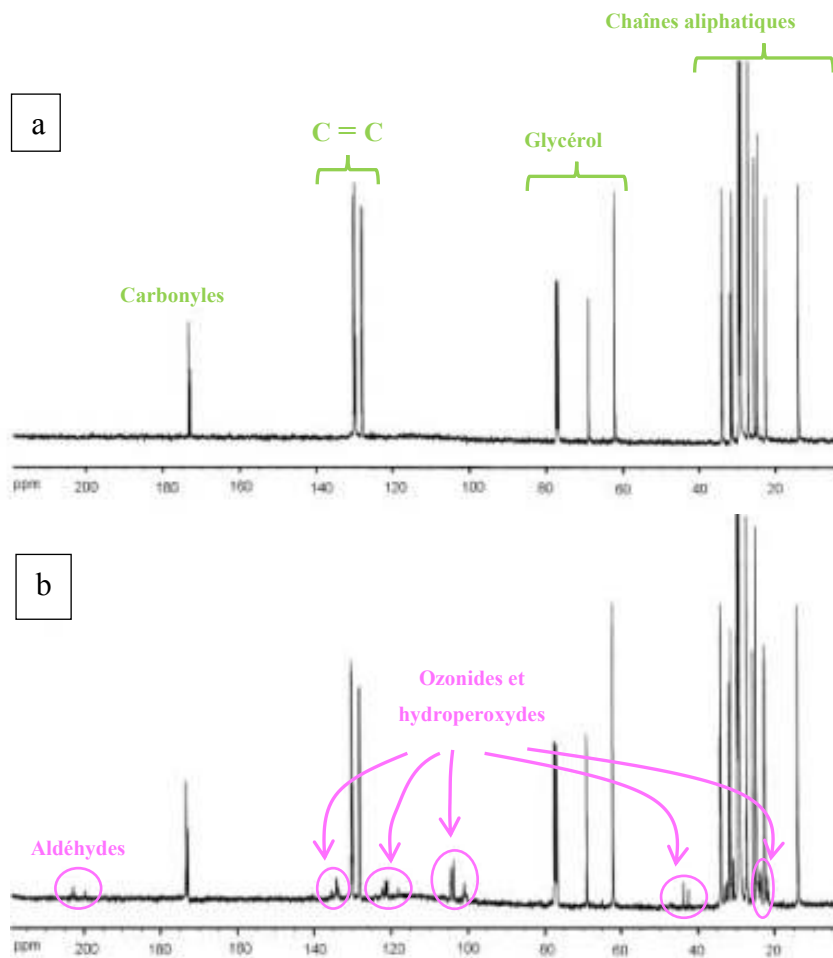 Chaînes aliphatiques
a
C = C
Glycérol
Carbonyles
ppm 200 180 160 140 120 100 80 60 40 20
b
Ozonides et
hydroperoxydes
Aldéhydes
ppm 200 180 160 140 120 100 80 60 40 20